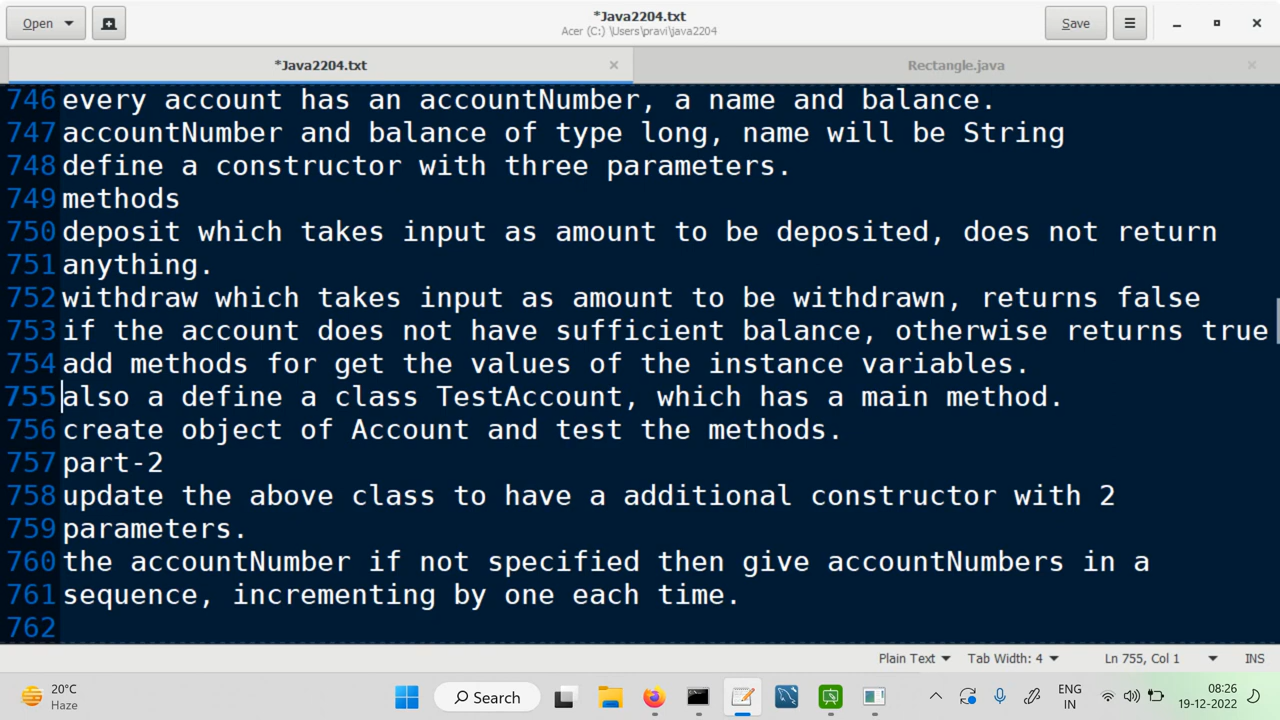 Open
*Java2204.txt
Acer (C:) \Users\pravi\java2204
Save
*Java2204.txt
Rectangle.java
746 every account has an accountNumber, a name and balance.
747 accountNumber and balance of type long, name will be String
748 define a constructor with three parameters.
749 methods
750 deposit which takes input as amount to be deposited, does not return
751 anything.
752 withdraw which takes input as amount to be withdrawn, returns false
753 if the account does not have sufficient balance, otherwise returns true
754 add methods for get the values of the instance variables.
755 also a define a class TestAccount, which has a main method.
756 create object of Account and test the methods.
757 part-2
758 update the above class to have a additional constructor with 2
759 parameters.
760 the accountNumber if not specified then give accountNumbers in a
761 sequence, incrementing by one each time.
762
Plain Text Tab Width: 4 Ln 755, Col 1 INS
20°C
Haze
Search
ENG
IN
08:26
19-12-2022